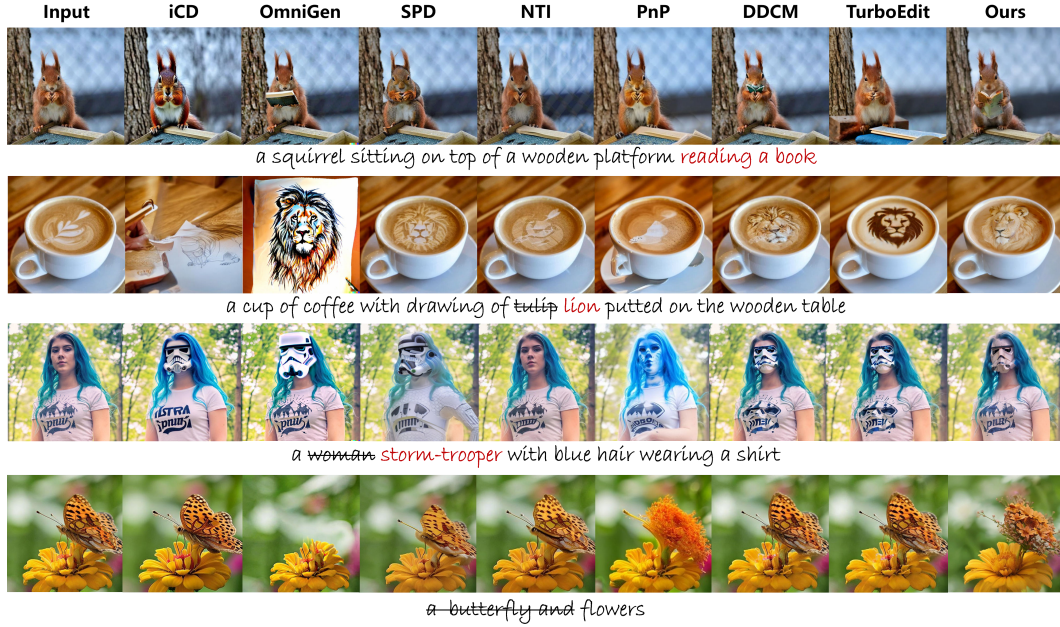 Input iCD OmniGen SPD NTI PnP DDCM TurboEdit Ours
a squirrel sitting on top of a wooden platform reading a book
a cup of coffee with drawing of tulip lion putted on the wooden table
a woman storm-trooper with blue hair wearing a shirt
a butterfly and flowers